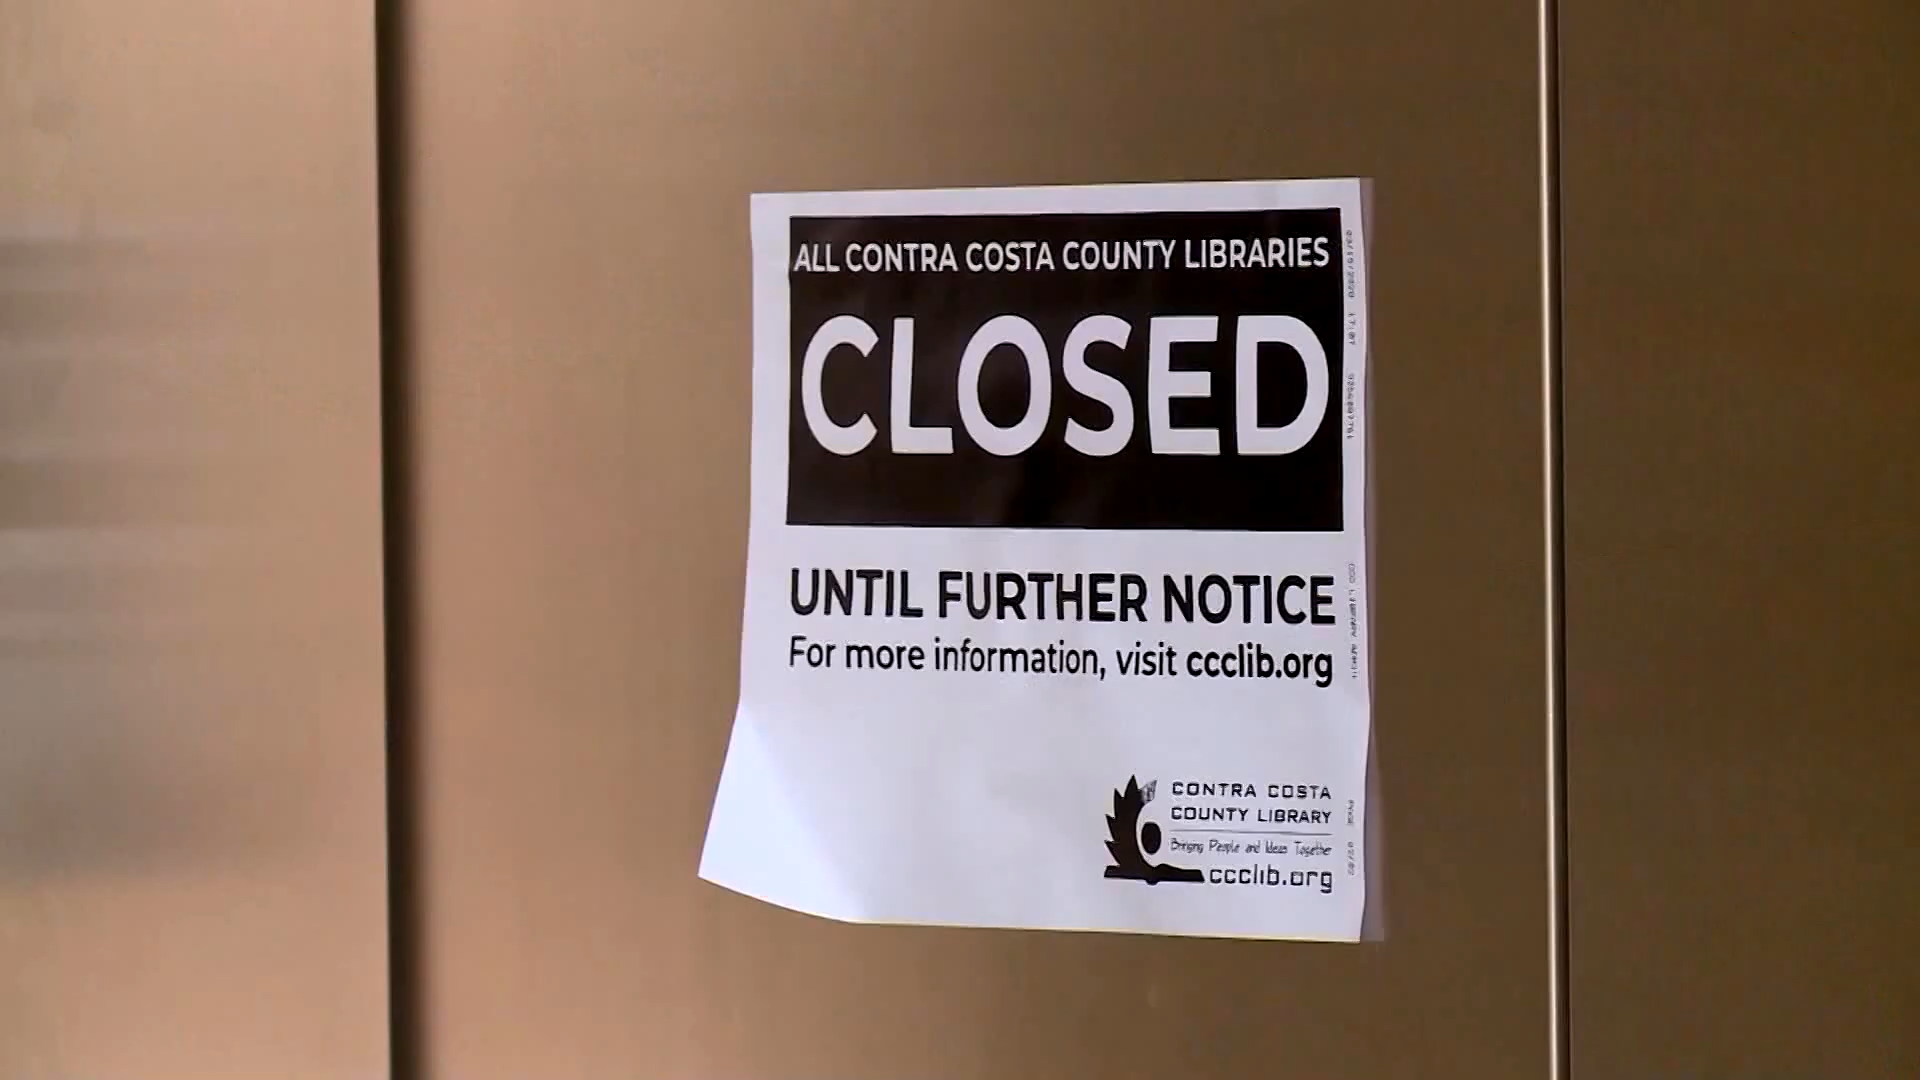 ALL CONTRA COSTA COUNTY LIBRARIES
CLOSED
UNTIL FURTHER NOTICE
For more information, visit ccclib.org
CONTRA COSTA
COUNTY LIBRARY
Bringing People and Ideas Together
ccclib.org